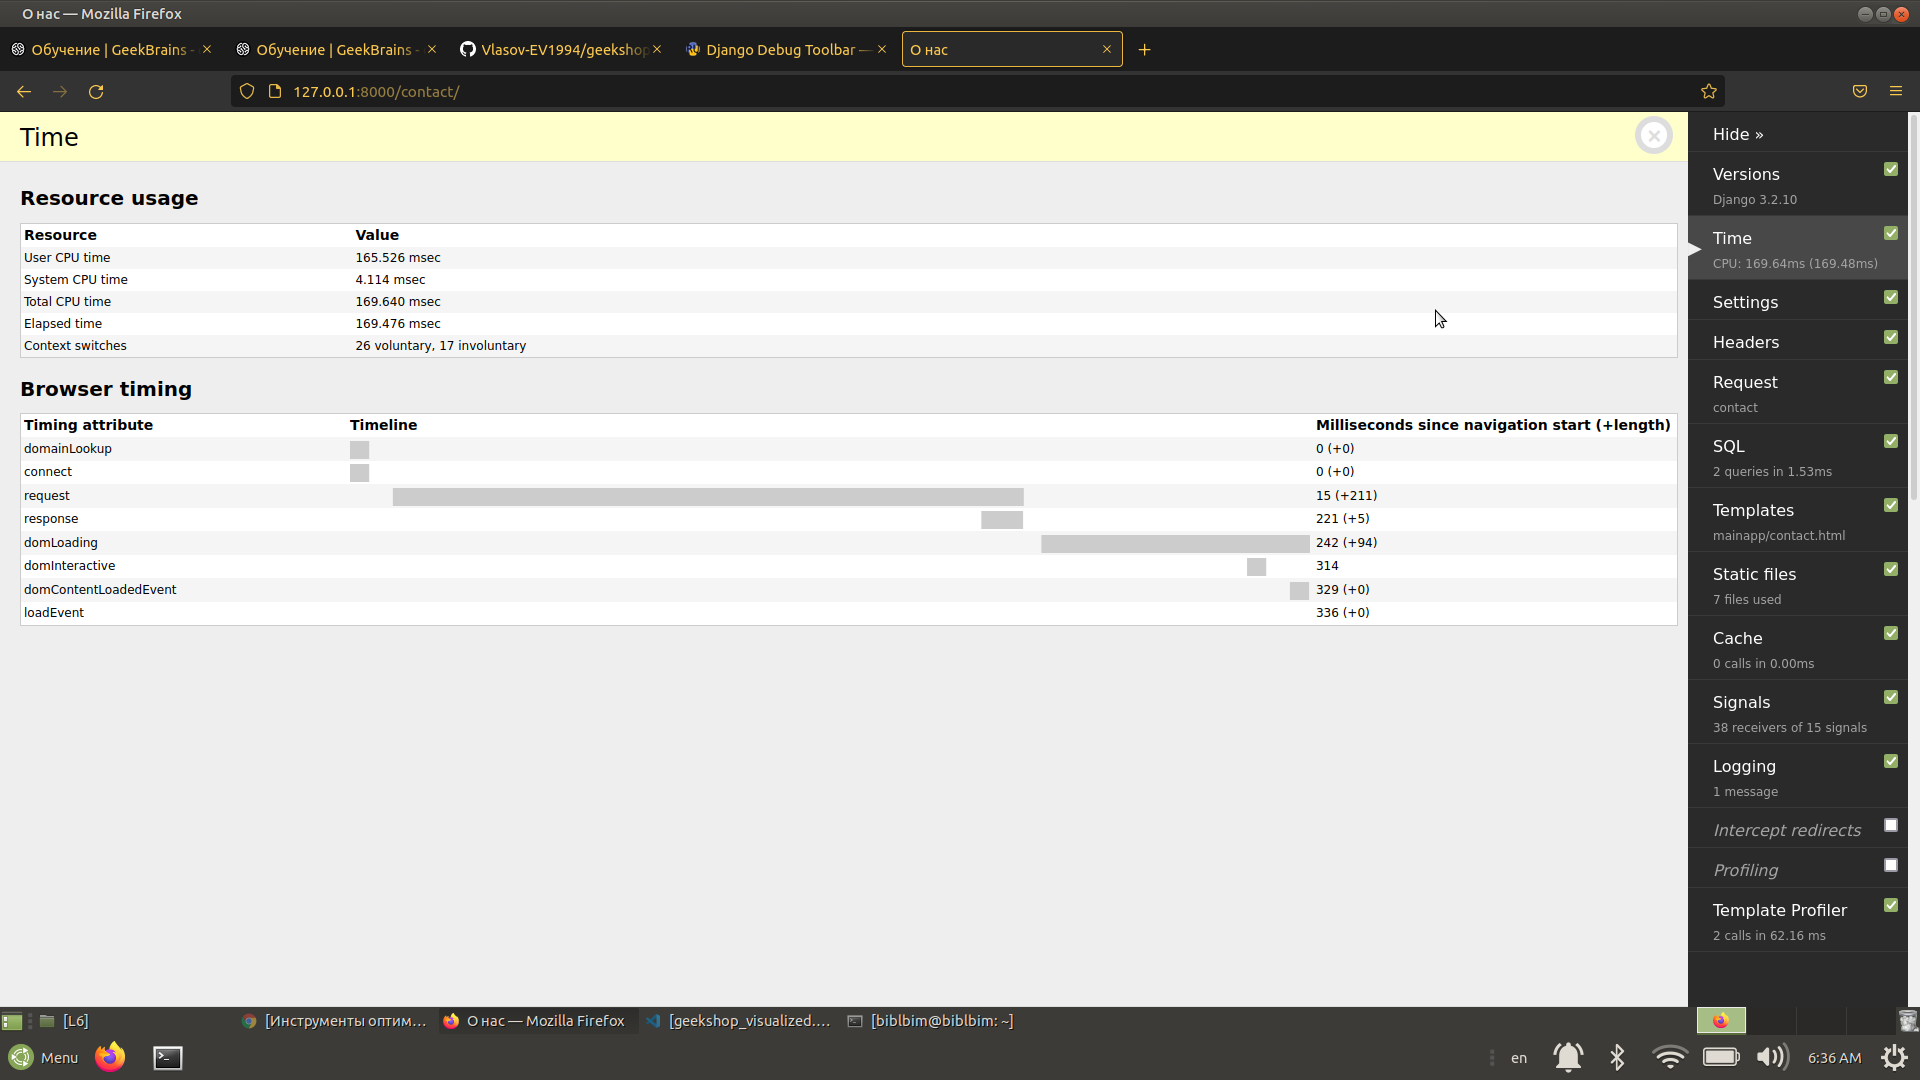 О нас — Mozilla Firefox
Обучение | GeekBrains -
Обучение | GeekBrains -
Vlasov-EV1994/geekshop
Django Debug Toolbar —
О нас
127.0.0.1:8000/contact/
Time
Resource usage
Resource Value
User CPU time 165.526 msec
System CPU time 4.114 msec
Total CPU time 169.640 msec
Elapsed time 169.476 msec
Context switches 26 voluntary, 17 involuntary
Browser timing
Timing attribute Timeline Milliseconds since navigation start (+length)
domainLookup 0 (+0)
connect 0 (+0)
request 15 (+211)
response 221 (+5)
domLoading 242 (+94)
domInteractive 314
domContentLoadedEvent 329 (+0)
loadEvent 336 (+0)
Hide »
Versions
Django 3.2.10
Time
CPU: 169.64ms (169.48ms)
Settings
Headers
Request
contact
SQL
2 queries in 1.53ms
Templates
mainapp/contact.html
Static files
7 files used
Cache
0 calls in 0.00ms
Signals
38 receivers of 15 signals
Logging
1 message
Intercept redirects
Profiling
Template Profiler
2 calls in 62.16 ms
[L6]
[Инструменты оптим...
О нас — Mozilla Firefox
[geekshop_visualized....
[biblbim@biblbim: ~]
Menu
en
6:36 AM